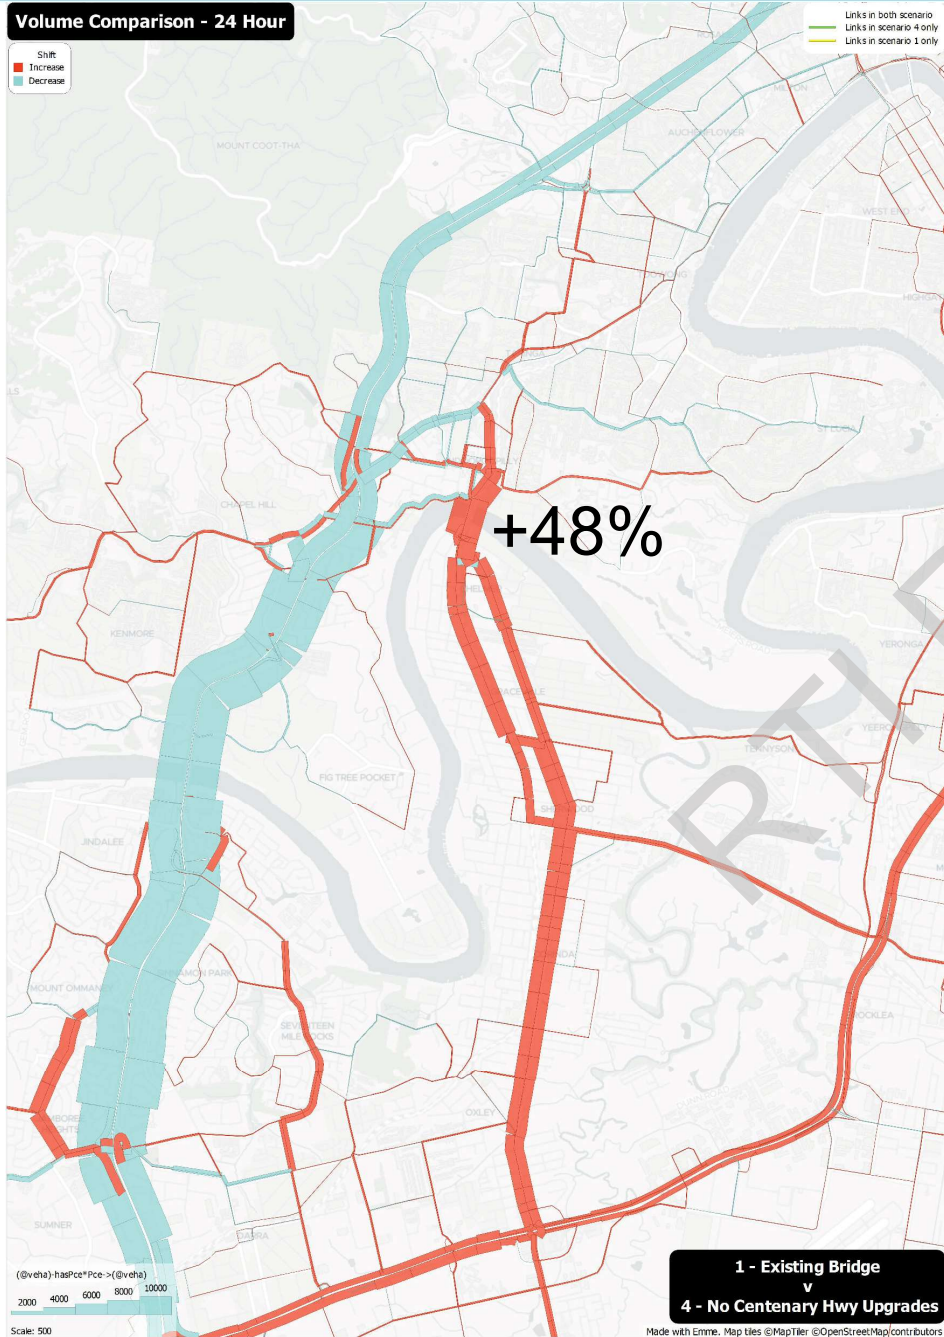 Volume Comparison - 24 Hour
Shift
Increase
Decrease
Links in both scenario
Links in scenario 4 only
Links in scenario 1 only
MILTON
MOUNT COOT-THA
AUCHENFLOWER
WEST END
CHAPEL HILL
+48%
KENMORE
YERONGA
TENNYSON
FIG TREE POCKET
JINDALEE
SEVENTEEN
MILE ROCKS
OXLEY
SUMNER
DARRA
RTI
(@veha)-hasPce*Pce->(@veha)
2000 4000 6000 8000 10000
Scale: 500
1 - Existing Bridge
v
4 - No Centenary Hwy Upgrades
Made with Emme. Map tiles ©MapTiler ©OpenStreetMap contributors